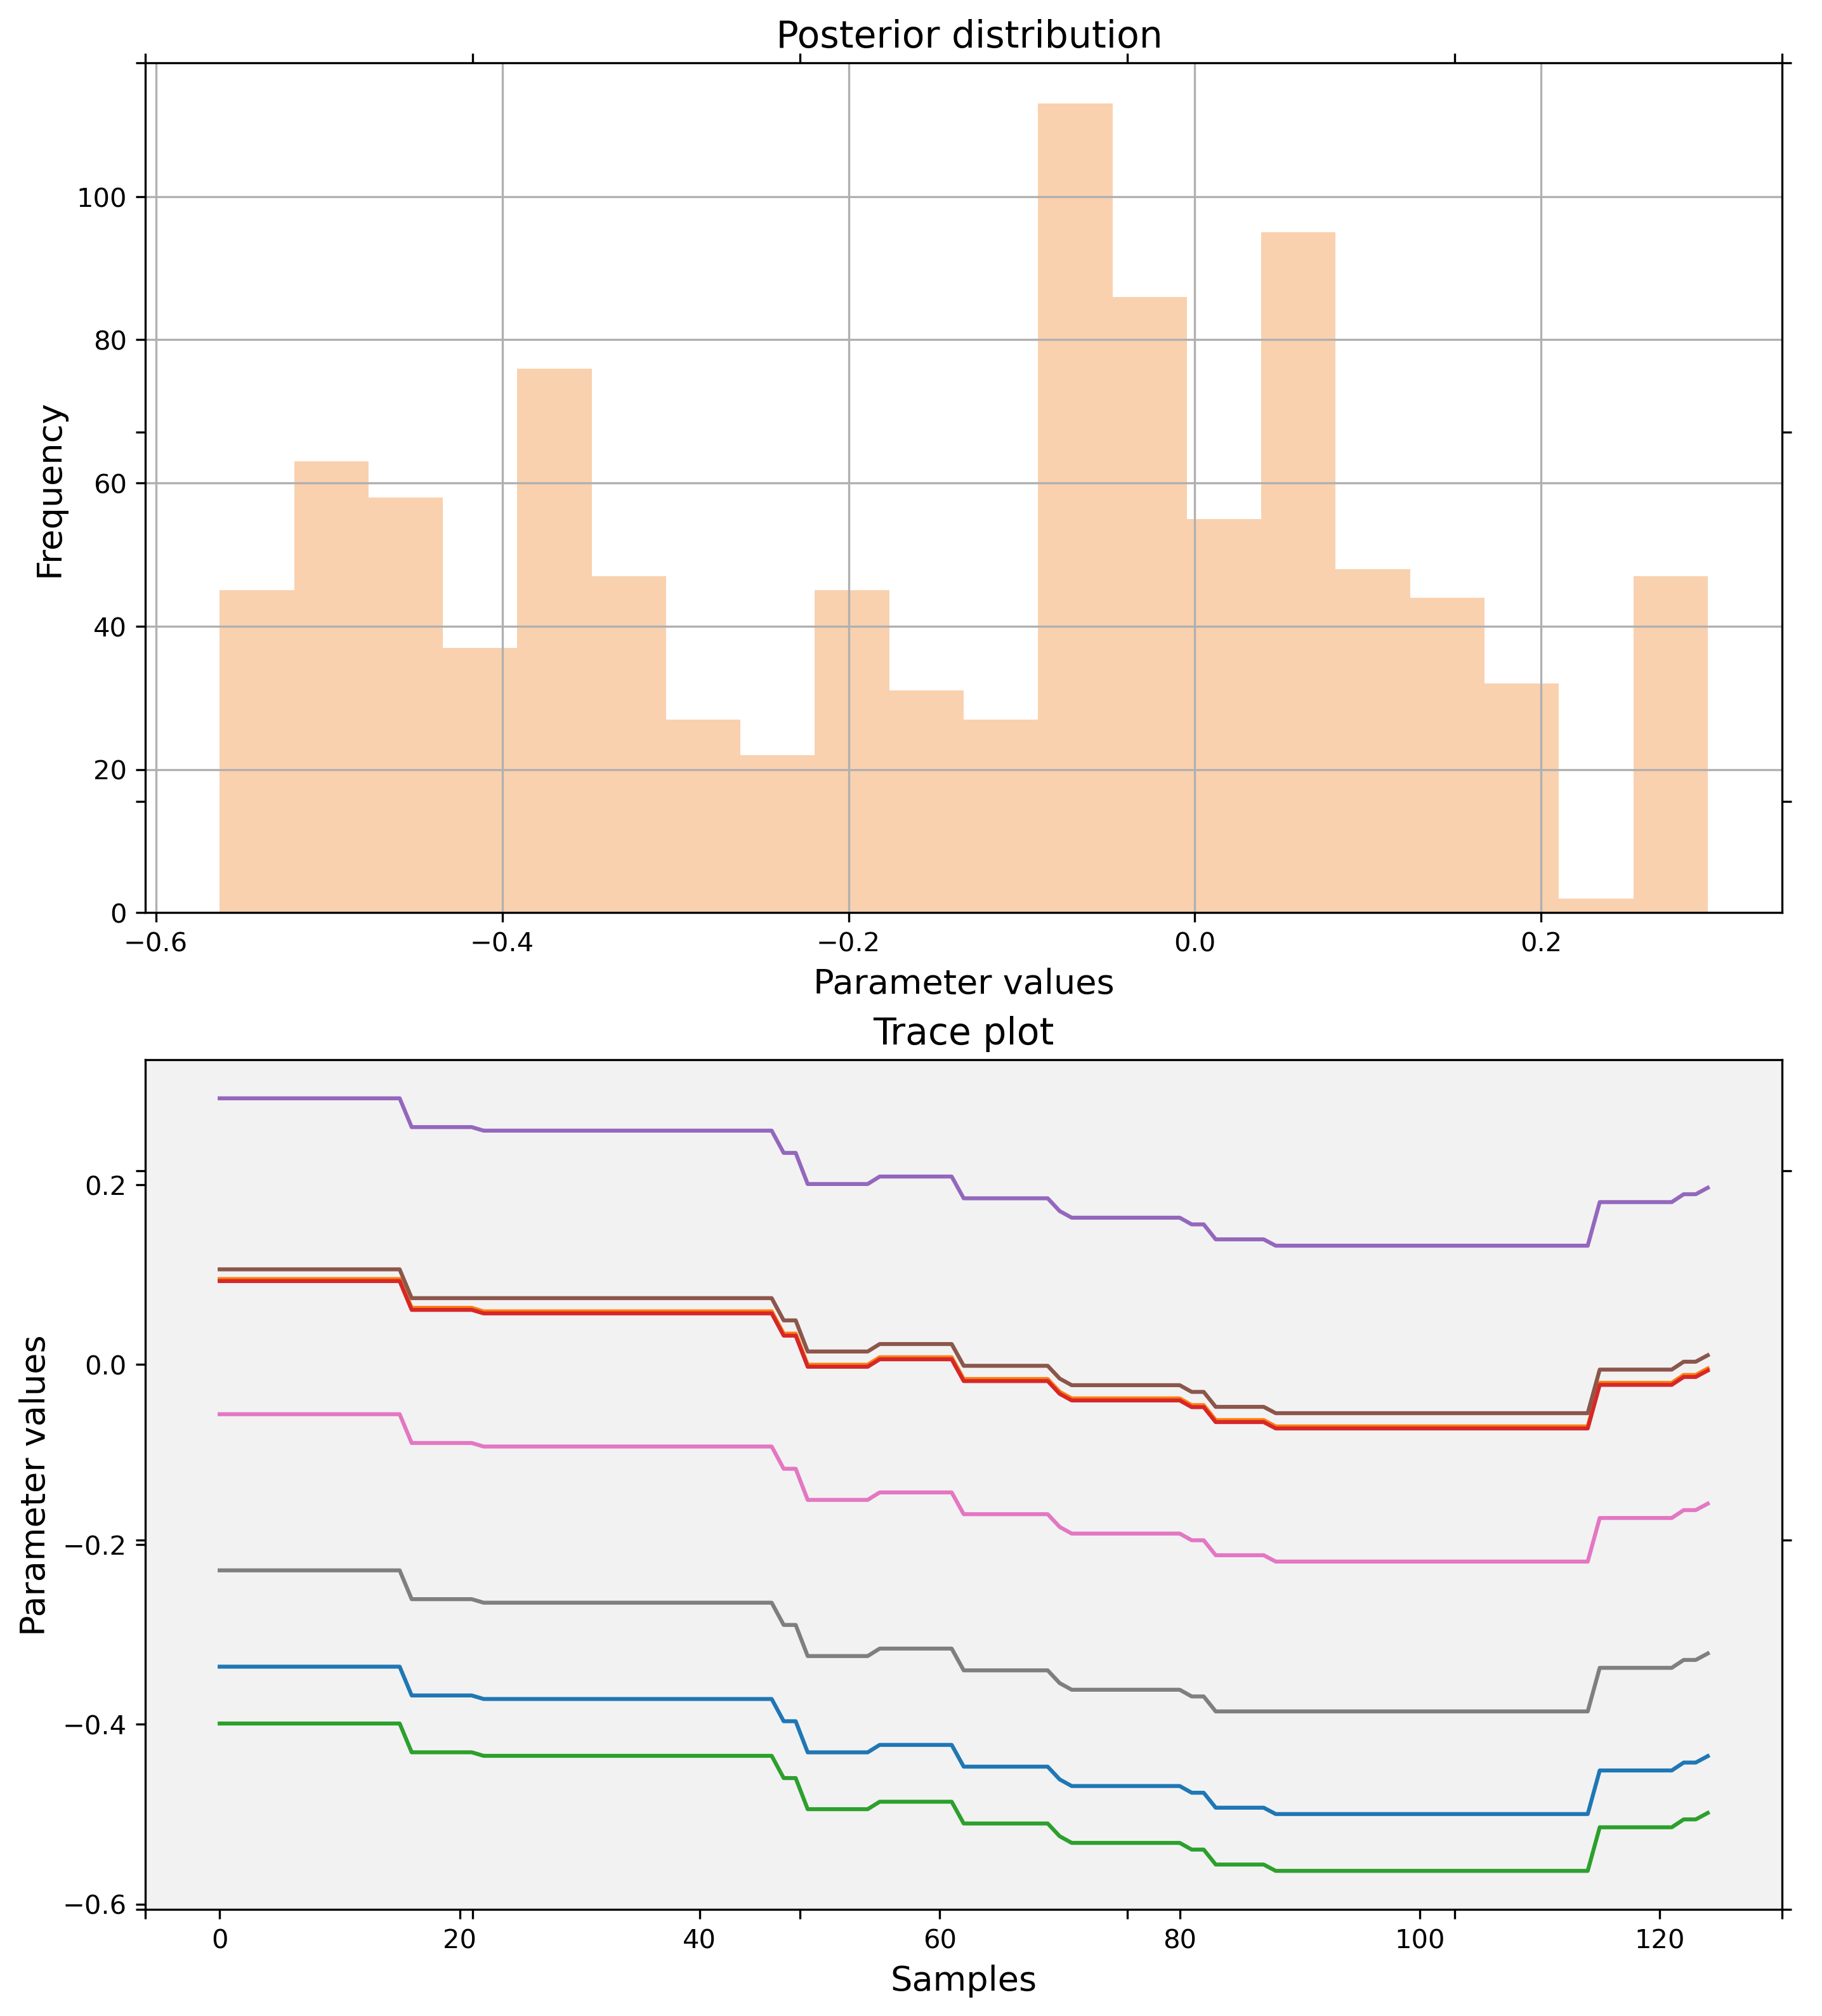 Posterior distribution
100
80
60
40
20
0
Frequency
−0.6 −0.4 −0.2 0.0 0.2
Parameter values
Trace plot
0.2
0.0
−0.2
−0.4
−0.6
Parameter values
0 20 40 60 80 100 120
Samples